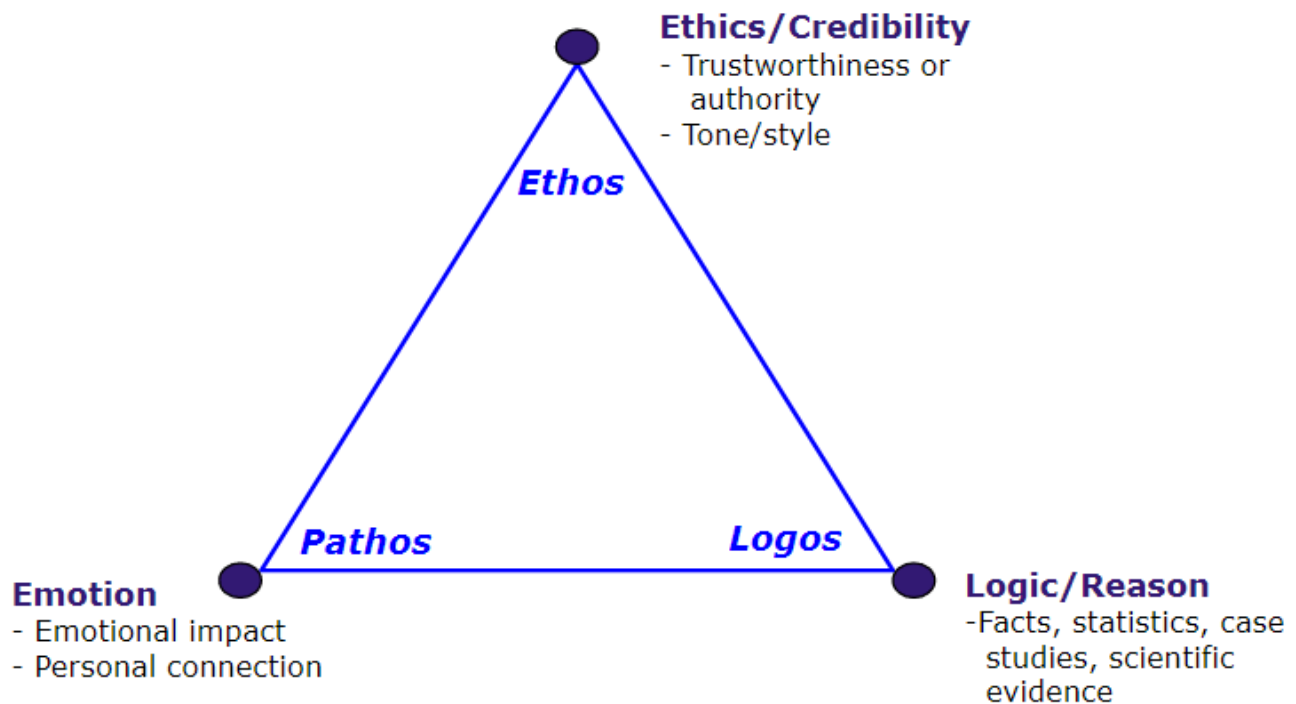 Ethics/Credibility
- Trustworthiness or
authority
- Tone/style
Ethos
Pathos
Logos
Emotion
- Emotional impact
- Personal connection
Logic/Reason
-Facts, statistics, case
studies, scientific
evidence